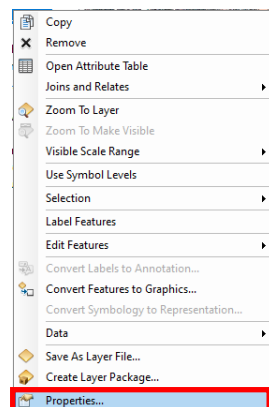 Copy
Remove
Open Attribute Table
Joins and Relates
Zoom To Layer
Zoom To Make Visible
Visible Scale Range
Use Symbol Levels
Selection
Label Features
Edit Features
Convert Labels to Annotation...
Convert Features to Graphics...
Convert Symbology to Representation...
Data
Save As Layer File...
Create Layer Package...
Properties...